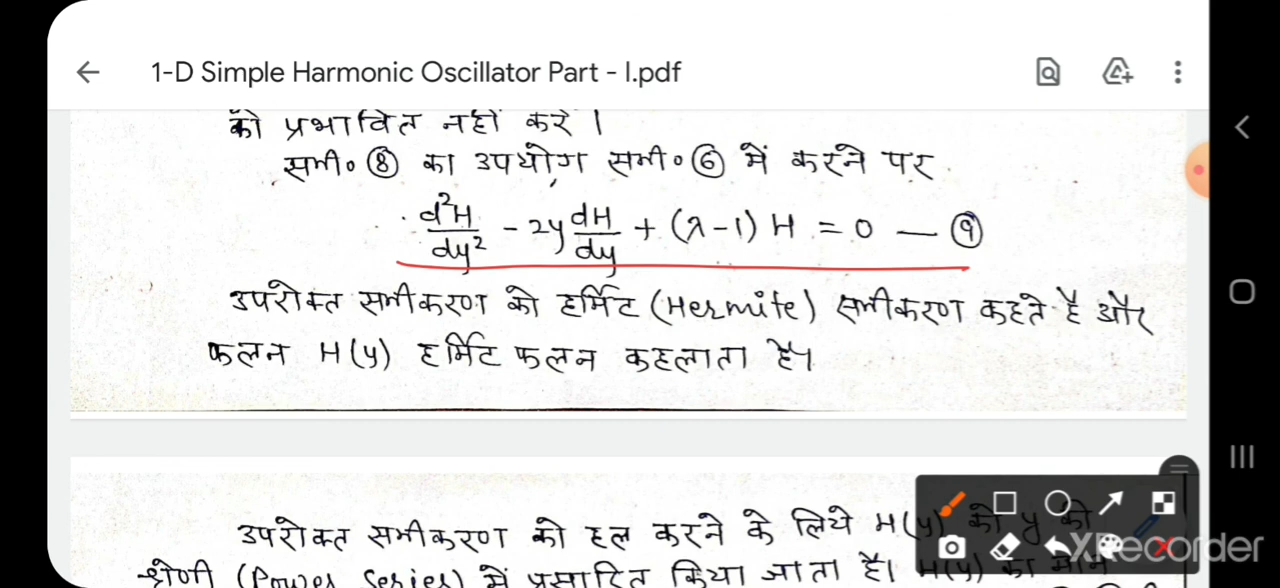 1-D Simple Harmonic Oscillator Part - I.pdf
को प्रभावित नहीं करे ।
समी० ⑧ का उपयोग समी० ⑥ में करने पर
d²H/dy² - 2y dH/dy + (λ-1) H = 0 — ⑨
उपरोक्त समीकरण को हर्मिट (Hermite) समीकरण कहते है और
फलन H(y) हर्मिट फलन कहलाता है।
उपरोक्त समीकरण को हल करने के लिये H(y) को y की
श्रेणी (Power Series) में प्रसारित किया जाता है। H(y) का मान
XRecorder